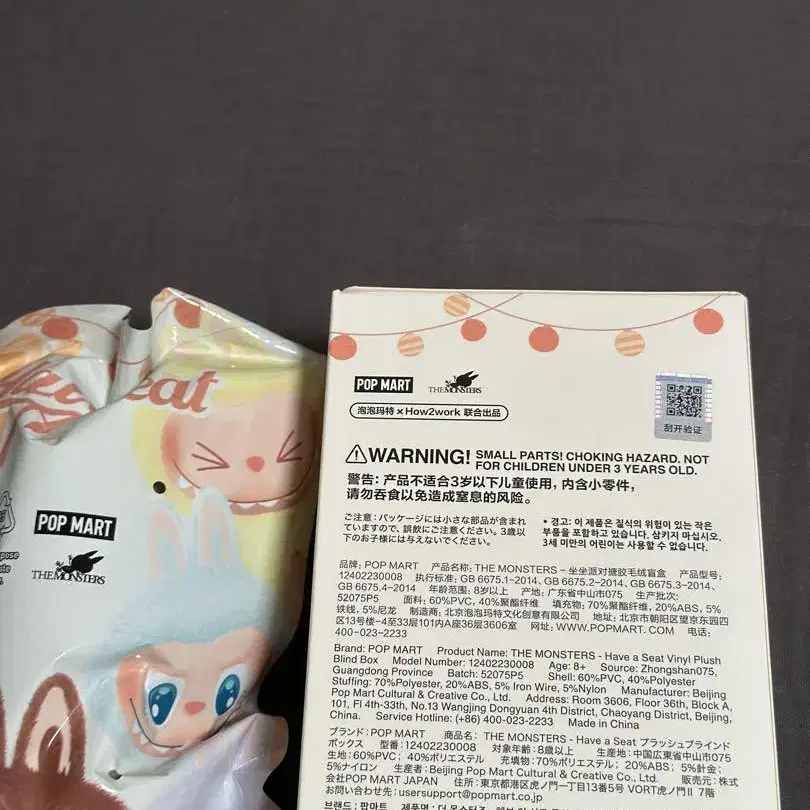 eat
POP MART
THE MONSTERS
POP MART
THE MONSTERS
泡泡玛特 × How2work 联合出品
刮开验证
WARNING! SMALL PARTS! CHOKING HAZARD. NOT
FOR CHILDREN UNDER 3 YEARS OLD.
警告: 产品不适合3岁以下儿童使用, 内含小零件,
请勿吞食以免造成窒息的风险。
ご注意: パッケージには小さな部品が含まれ
ていますので、誤飲にご注意ください。3歳以
下のお子様には与えないでください。
* 경고: 이 제품은 질식의 위험이 있는 작은
부품을 포함하고 있습니다. 삼키지 마십시오.
3세 미만의 어린이는 사용할 수 없습니다.
品牌: POP MART 产品名称: THE MONSTERS – 坐坐派对搪胶毛绒盲盒 产品型号:
12402230008 执行标准: GB 6675.1-2014、GB 6675.2-2014、GB 6675.3-2014、
GB 6675.4-2014 年龄范围: 8岁以上 产地: 广东省中山市075 生产批次:
52075P5 面料: 60%PVC, 40%聚酯纤维 填充物: 70%聚酯纤维, 20%ABS, 5%
铁线, 5%尼龙 制造商: 北京泡泡玛特文化创意有限公司 地址: 北京市朝阳区望京东园四
区13号楼-4至33层101内A座36层3606室 网址: WWW.POPMART.COM 电话:
400-023-2233
Brand: POP MART Product Name: THE MONSTERS - Have a Seat Vinyl Plush
Blind Box Model Number: 12402230008 Age: 8+ Source: Zhongshan075,
Guangdong Province Batch: 52075P5 Shell: 60%PVC, 40%Polyester
Stuffing: 70%Polyester, 20%ABS, 5% Iron Wire, 5%Nylon Manufacturer: Beijing
Pop Mart Cultural & Creative Co., Ltd. Address: Room 3606, Floor 36th, Block A,
101, Fl 4th-33th, No.13 Wangjing Dongyuan 4th District, Chaoyang District, Beijing,
China. Service Hotline: (+86) 400-023-2233 Made in China
ブランド: POP MART 商品名: THE MONSTERS - Have a Seat プラッシュブラインド
ボックス 型番: 12402230008 対象年齢: 8歳以上 生産地: 中国広東省中山市075
生地: 60%PVC; 40%ポリエステル 充填物: 70%ポリエステル; 20%ABS; 5%針金;
5%ナイロン 生産者: Beijing Pop Mart Cultural & Creative Co., Ltd. 販売元: 株式
会社POP MART JAPAN 住所: 東京都港区虎ノ門一丁目13番5号 VORT虎ノ門II 7階
お問い合わせ先: usersupport@popmart.co.jp
브랜드: 팝마트